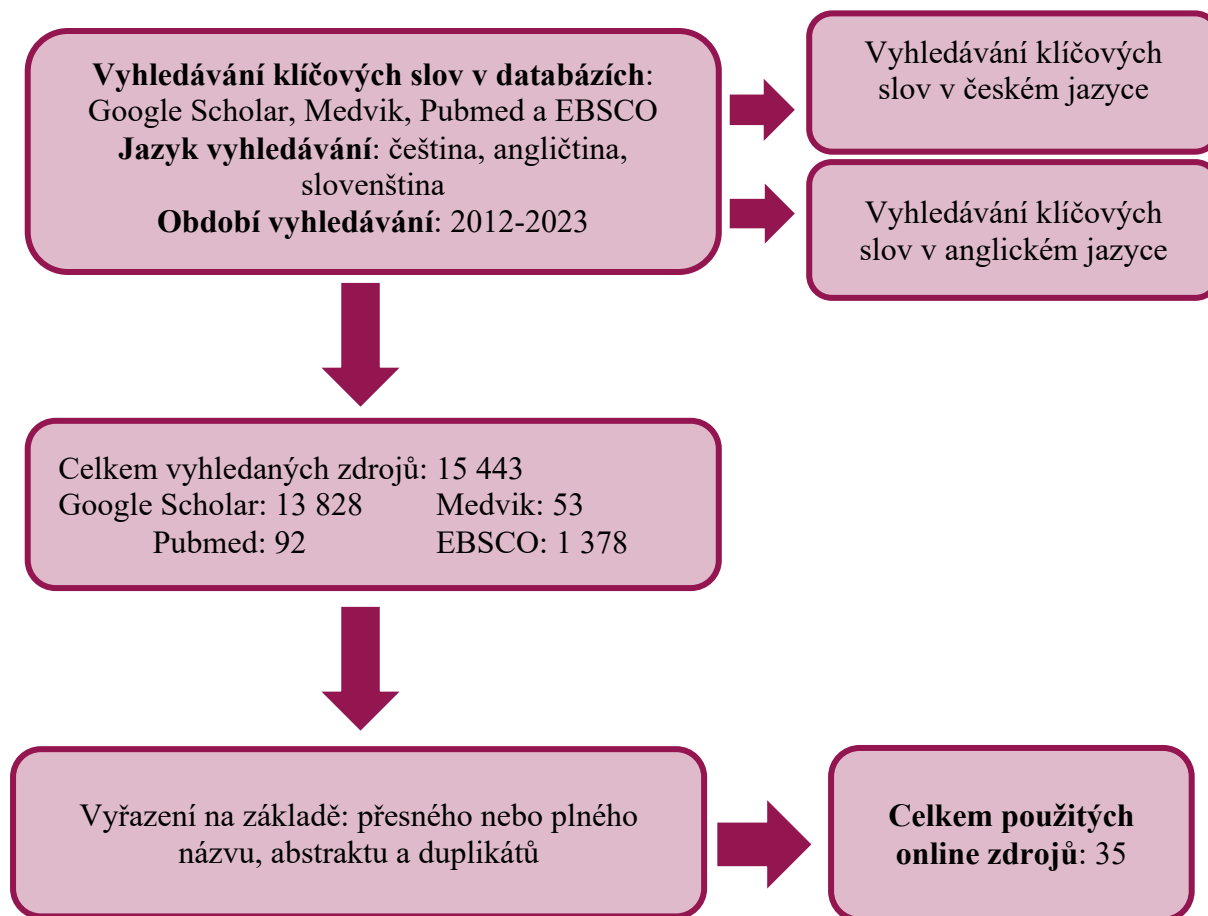 Vyhledávání klíčových slov v databázích:
Google Scholar, Medvik, Pubmed a EBSCO
Jazyk vyhledávání: čeština, angličtina,
slovenština
Období vyhledávání: 2012-2023
Vyhledávání klíčových
slov v českém jazyce
Vyhledávání klíčových
slov v anglickém jazyce
Celkem vyhledaných zdrojů: 15 443
Google Scholar: 13 828 Medvik: 53
Pubmed: 92 EBSCO: 1 378
Vyřazení na základě: přesného nebo plného
názvu, abstraktu a duplikátů
Celkem použitých
online zdrojů: 35